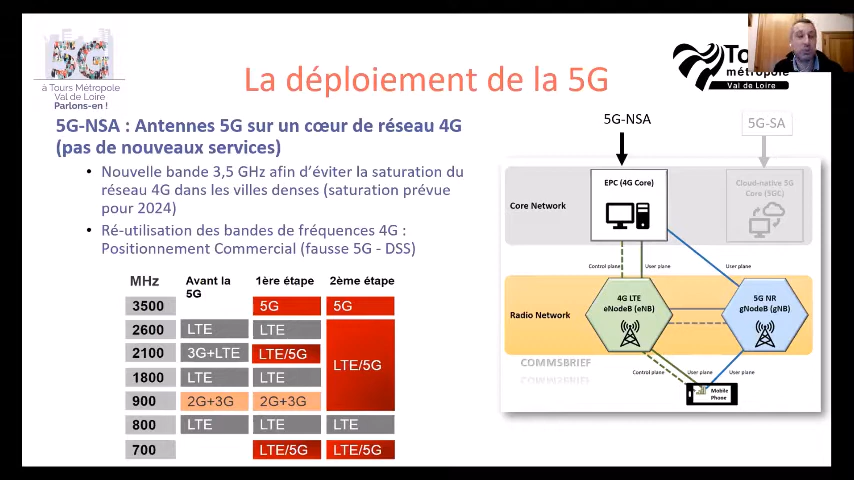 5G
à Tours Métropole
Val de Loire
Parlons-en !
La déploiement de la 5G
To
métropole
Val de Loire
5G-NSA : Antennes 5G sur un cœur de réseau 4G
(pas de nouveaux services)
• Nouvelle bande 3,5 GHz afin d'éviter la saturation du
réseau 4G dans les villes denses (saturation prévue
pour 2024)
• Ré-utilisation des bandes de fréquences 4G :
Positionnement Commercial (fausse 5G - DSS)
MHz Avant la 5G 1ère étape 2ème étape
3500 5G 5G
2600 LTE LTE
2100 3G+LTE LTE/5G LTE/5G
1800 LTE LTE
900 2G+3G 2G+3G
800 LTE LTE LTE
700 LTE/5G LTE/5G
5G-NSA 5G-SA
EPC (4G Core) Cloud-native 5G
Core (5GC)
Core Network
Control plane User plane User plane
4G LTE
eNodeB (eNB)
5G NR
gNodeB (gNB)
Radio Network
COMMSBRIEF
Control plane User plane User plane
Mobile
Phone